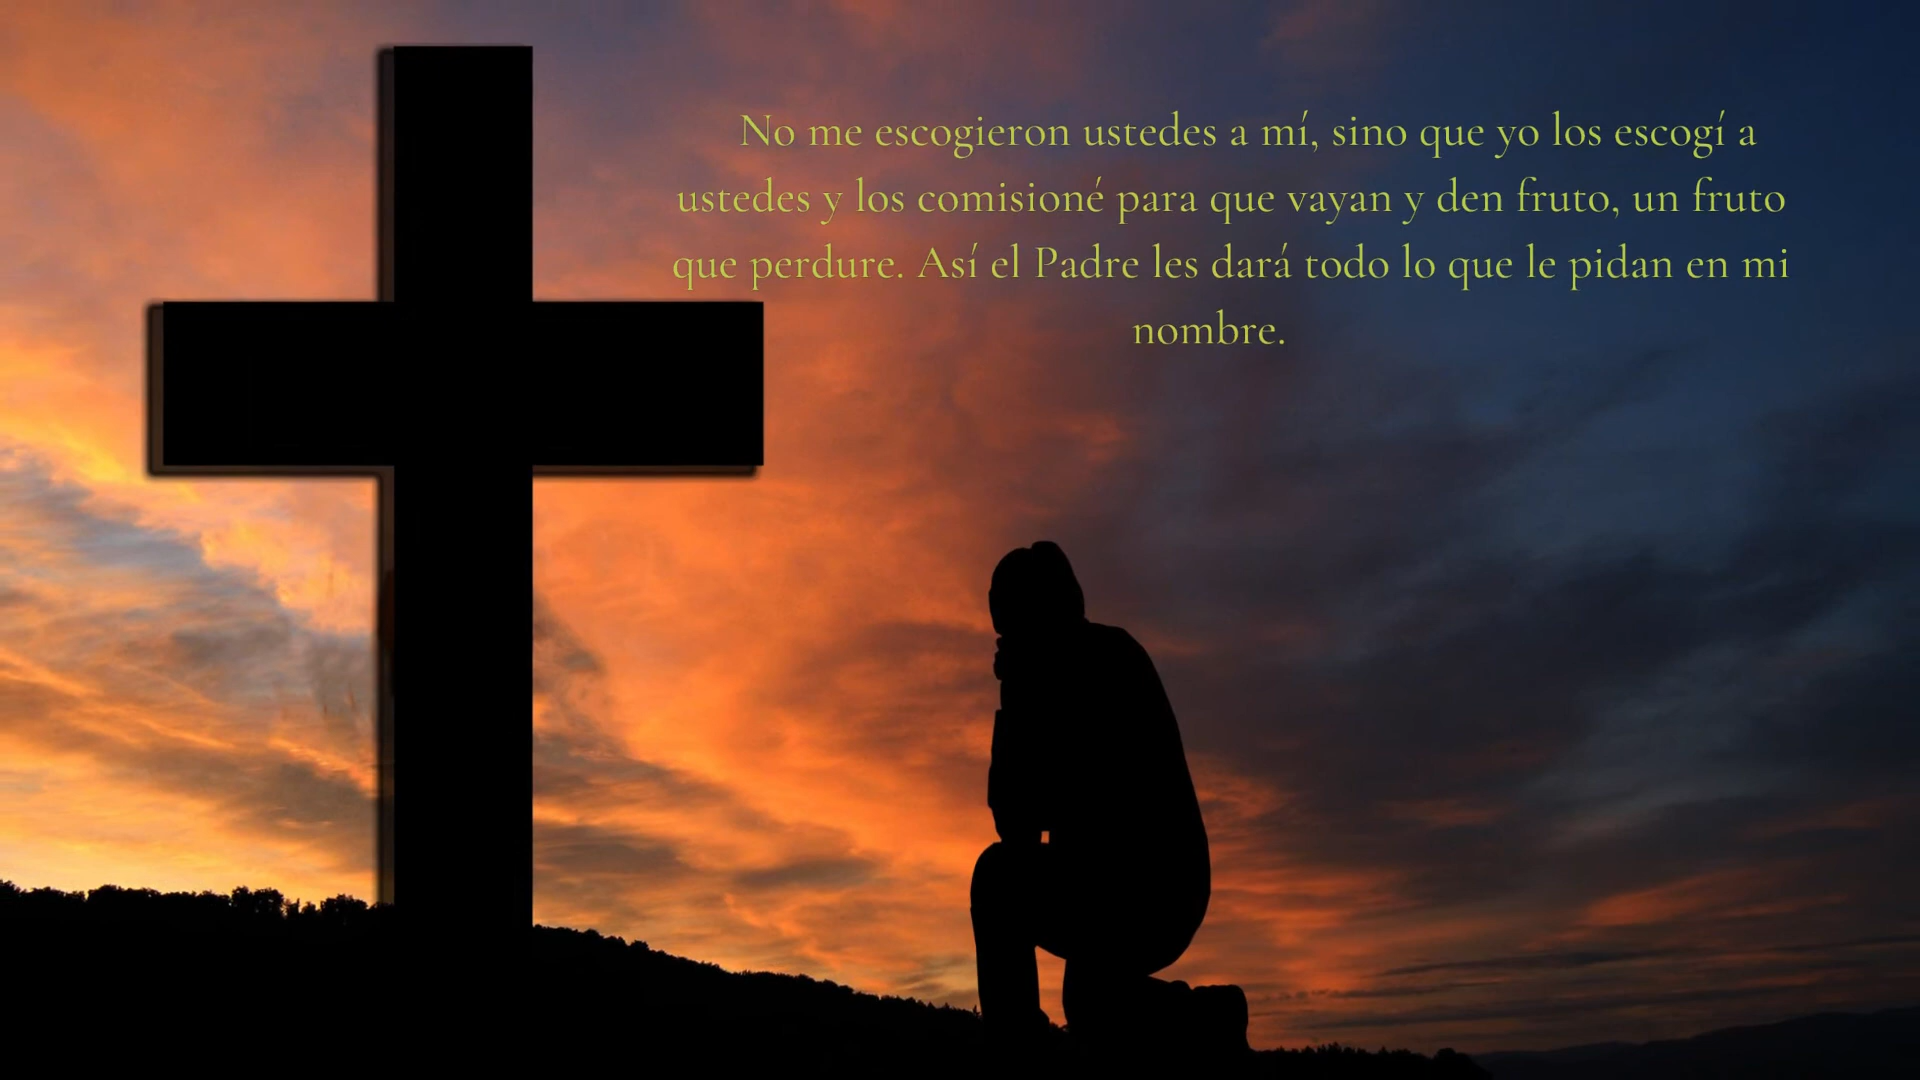 No me escogieron ustedes a mí, sino que yo los escogí a
ustedes y los comisioné para que vayan y den fruto, un fruto
que perdure. Así el Padre les dará todo lo que le pidan en mi
nombre.